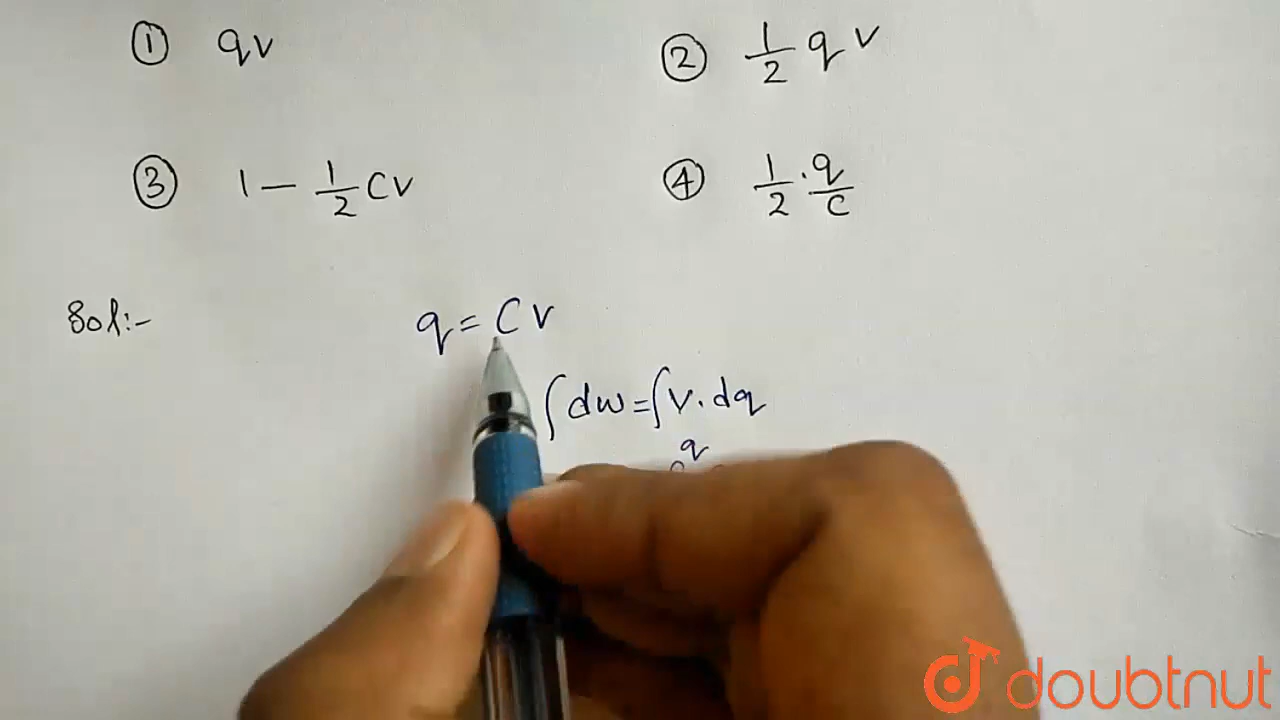 ① qv ② 1/2 qv
③ 1 - 1/2 CV ④ 1/2 . q/C
Sol:-
q = CV
∫dw = ∫V.dq
q
doubtnut